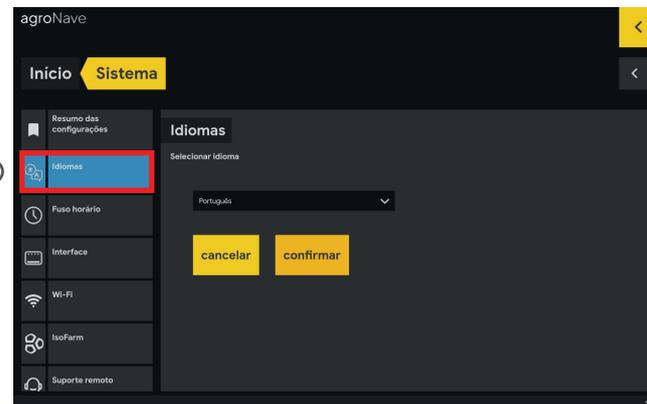 agroNave
Início
Sistema
Resumo das
configurações
Idiomas
Fuso horário
Interface
Wi-Fi
IsoFarm
Suporte remoto
Idiomas
Selecionar idioma
Português
cancelar
confirmar